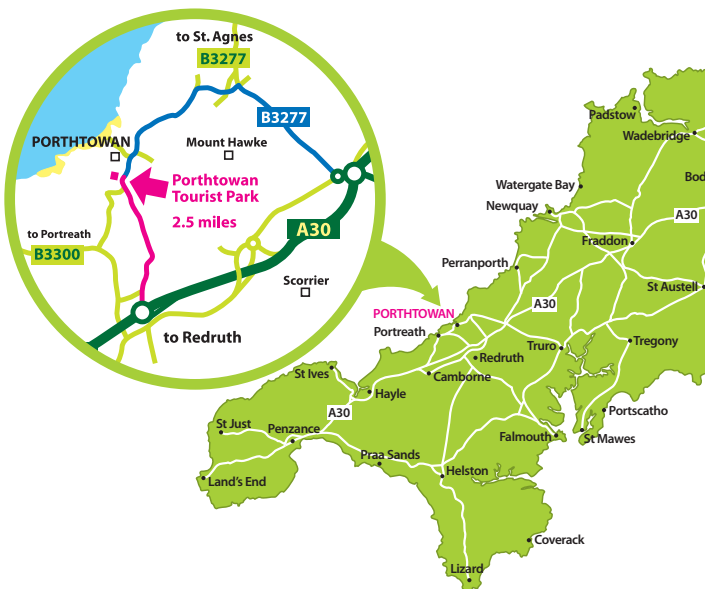 to St. Agnes
B3277
B3277
PORTHTOWAN
Mount Hawke
Porthtowan
Tourist Park
2.5 miles
to Portreath
B3300
A30
Scorrier
to Redruth
Padstow
Wadebridge
Bod
Watergate Bay
Newquay
A30
Fraddon
Perranporth
St Austell
A30
PORTHTOWAN
Portreath
Truro
Tregony
Redruth
St Ives
Camborne
Hayle
A30
Portscatho
St Just
Penzance
Falmouth
St Mawes
Praa Sands
Helston
Land's End
Coverack
Lizard